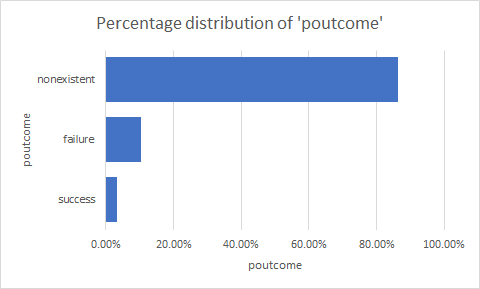 Percentage distribution of 'poutcome'
poutcome
nonexistent
failure
success
0.00% 20.00% 40.00% 60.00% 80.00% 100.00%
poutcome